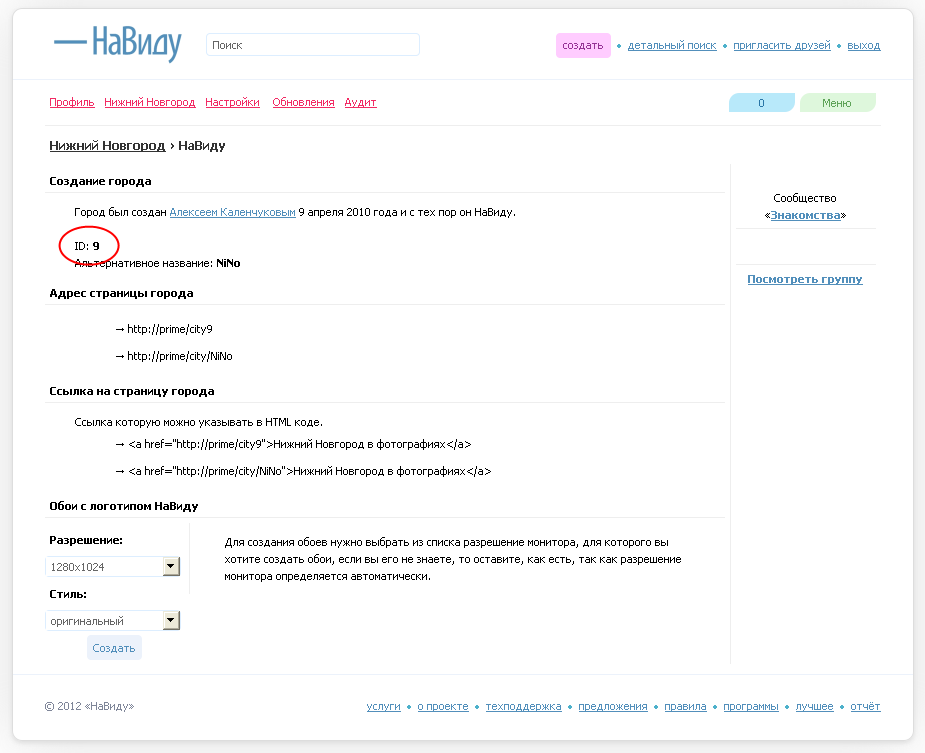 —НаВиду
Поиск
создать • детальный поиск • пригласить друзей • выход
Профиль Нижний Новгород Настройки Обновления Аудит
0 Меню
Нижний Новгород › НаВиду
Создание города
Город был создан Алексеем Каленчуковым 9 апреля 2010 года и с тех пор он НаВиду.
ID: 9
Альтернативное название: NiNo
Адрес страницы города
→ http://prime/city9
→ http://prime/city/NiNo
Ссылка на страницу города
Ссылка которую можно указывать в HTML коде.
→ <a href="http://prime/city9">Нижний Новгород в фотографиях</a>
→ <a href="http://prime/city/NiNo">Нижний Новгород в фотографиях</a>
Обои с логотипом НаВиду
Разрешение:
1280x1024
Стиль:
оригинальный
Создать
Для создания обоев нужно выбрать из списка разрешение монитора, для которого вы
хотите создать обои, если вы его не знаете, то оставите, как есть, так как разрешение
монитора определяется автоматически.
Сообщество
«Знакомства»
Посмотреть группу
© 2012 «НаВиду»
услуги • о проекте • техподдержка • предложения • правила • программы • лучшее • отчёт